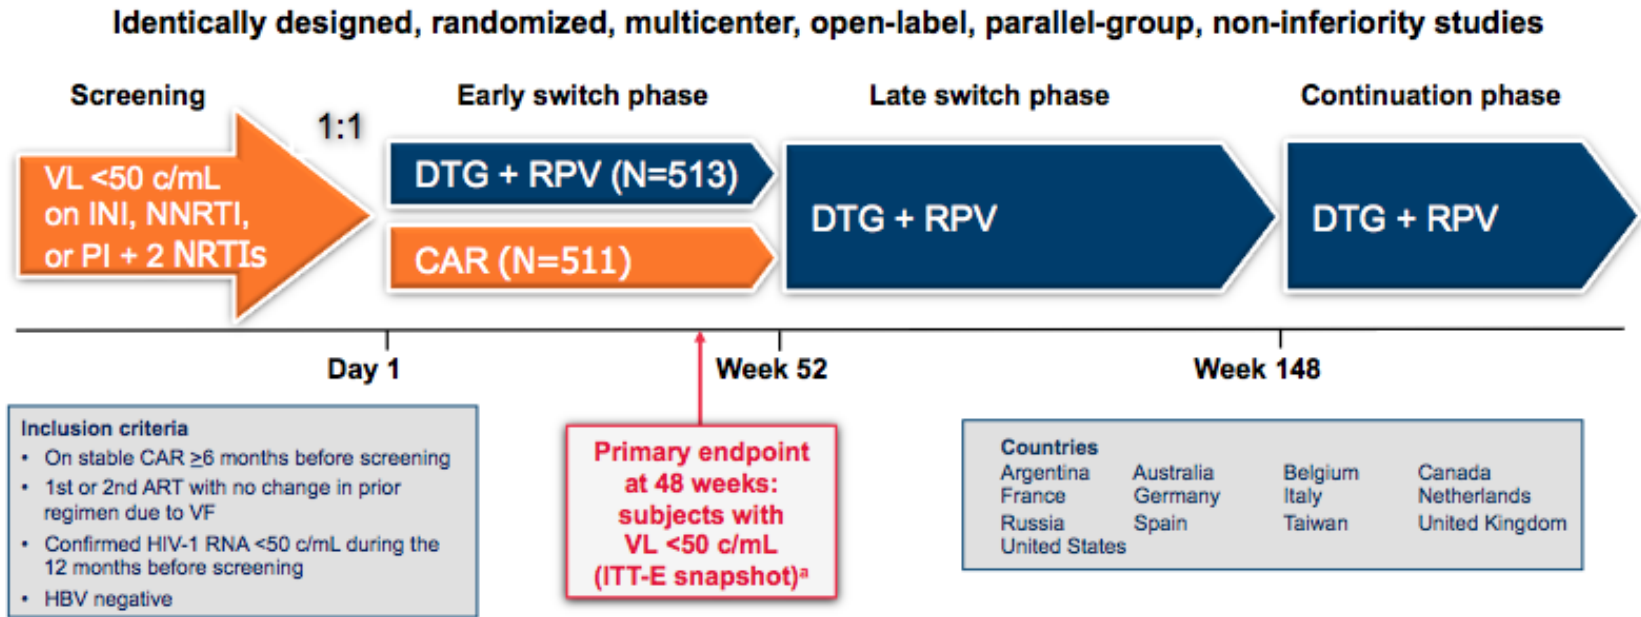 Identically designed, randomized, multicenter, open-label, parallel-group, non-inferiority studies
Screening
Early switch phase
Late switch phase
Continuation phase
1:1
VL <50 c/mL
on INI, NNRTI,
or PI + 2 NRTIs
DTG + RPV (N=513)
CAR (N=511)
DTG + RPV
DTG + RPV
Day 1
Week 52
Week 148
Inclusion criteria
• On stable CAR ≥6 months before screening
• 1st or 2nd ART with no change in prior
regimen due to VF
• Confirmed HIV-1 RNA <50 c/mL during the
12 months before screening
• HBV negative
Primary endpoint
at 48 weeks:
subjects with
VL <50 c/mL
(ITT-E snapshot)ᵃ
Countries
Argentina Australia Belgium Canada
France Germany Italy Netherlands
Russia Spain Taiwan United Kingdom
United States